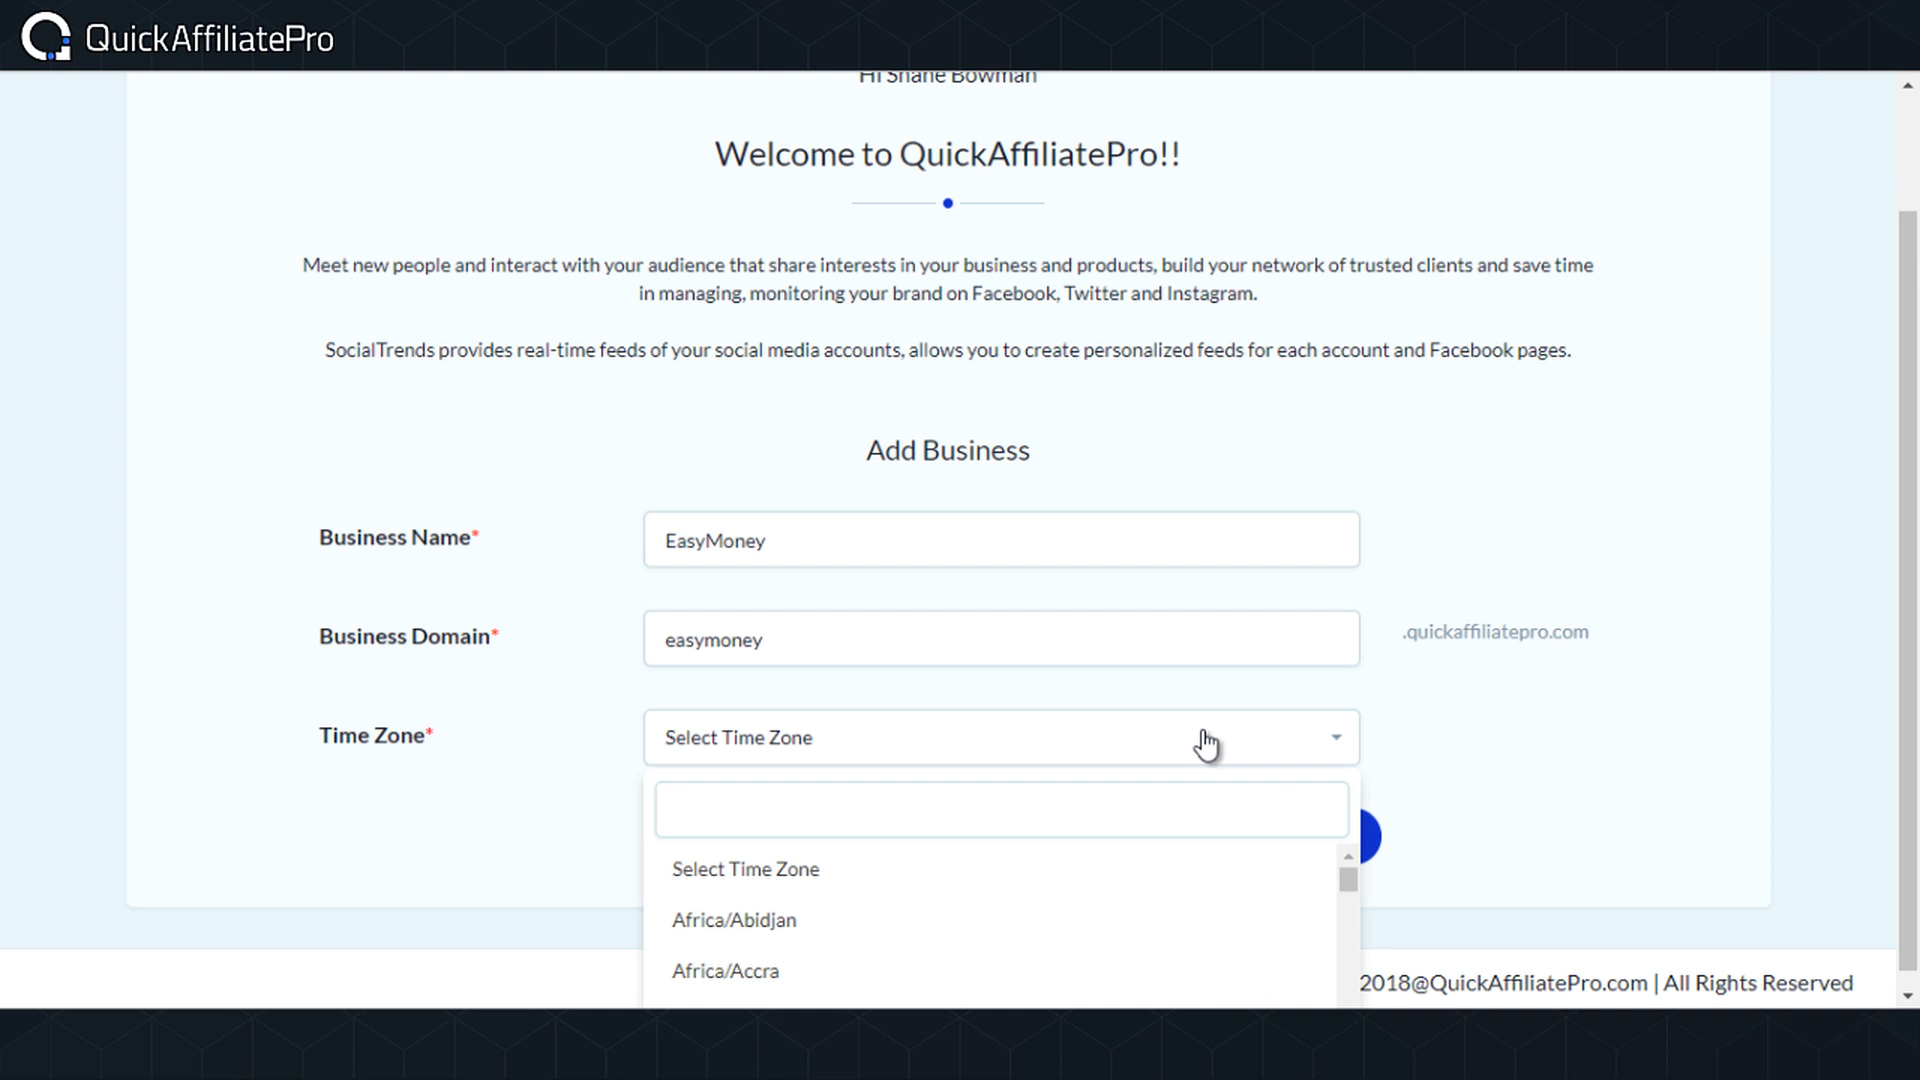 QuickAffiliatePro
Hi Shane Bowman
Welcome to QuickAffiliatePro!!
Meet new people and interact with your audience that share interests in your business and products, build your network of trusted clients and save time
in managing, monitoring your brand on Facebook, Twitter and Instagram.
SocialTrends provides real-time feeds of your social media accounts, allows you to create personalized feeds for each account and Facebook pages.
Add Business
Business Name*
EasyMoney
Business Domain*
easymoney
.quickaffiliatepro.com
Time Zone*
Select Time Zone
Select Time Zone
Africa/Abidjan
Africa/Accra
2018@QuickAffiliatePro.com | All Rights Reserved